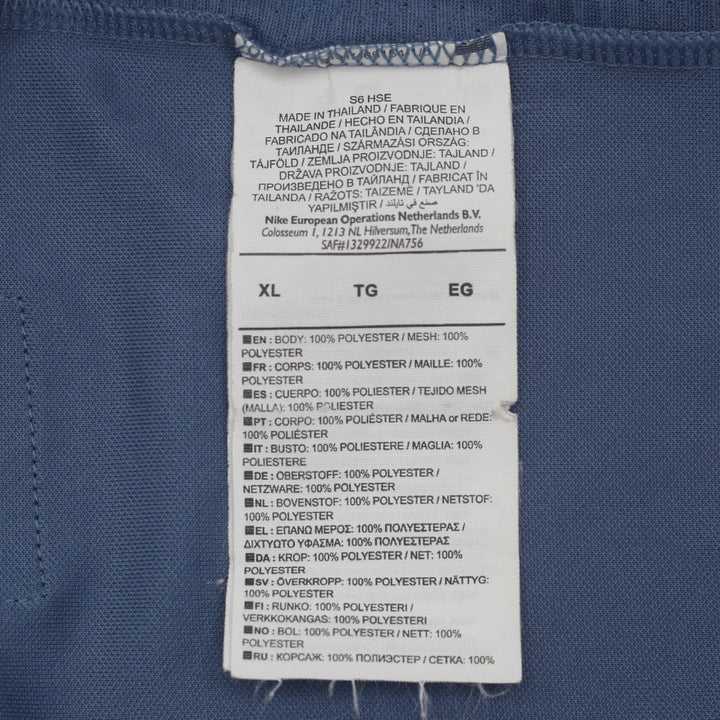 S6 HSE
MADE IN THAILAND / FABRIQUE EN
THAILANDE / HECHO EN TAILANDIA /
FABRICADO NA TAILÂNDIA / СДЕЛАНО В
ТАИЛАНДЕ / SZÁRMAZÁSI ORSZÁG:
TÁJFÖLD / ZEMLJA PROIZVODNJE: TAJLAND /
DRŽAVA PROIZVODNJE: TAJLAND /
ПРОИЗВЕДЕНО В ТАЙЛАНД / FABRICAT ÎN
TAILANDA / RAŽOTS: TAIZEMĒ / TAYLAND 'DA
YAPILMIŞTIR / صنع في تايلند
Nike European Operations Netherlands B.V.
Colosseum 1, 1213 NL Hilversum,The Netherlands
SAF#1329922/NA756
XL TG EG
EN : BODY: 100% POLYESTER / MESH: 100%
POLYESTER
FR : CORPS: 100% POLYESTER / MAILLE: 100%
POLYESTER
ES : CUERPO: 100% POLIESTER / TEJIDO MESH
(MALLA): 100% POLIESTER
PT : CORPO: 100% POLIÉSTER / MALHA or REDE:
100% POLIÉSTER
IT : BUSTO: 100% POLIESTERE / MAGLIA: 100%
POLIESTERE
DE : OBERSTOFF: 100% POLYESTER /
NETZWARE: 100% POLYESTER
NL : BOVENSTOF: 100% POLYESTER / NETSTOF:
100% POLYESTER
EL : ΕΠΑΝΩ ΜΕΡΟΣ: 100% ΠΟΛΥΕΣΤΕΡΑΣ /
ΔΙΧΤΥΩΤΟ ΥΦΑΣΜΑ: 100% ΠΟΛΥΕΣΤΕΡΑΣ
DA : KROP: 100% POLYESTER / NET: 100%
POLYESTER
SV : ÖVERKROPP: 100% POLYESTER / NÄTTYG:
100% POLYESTER
FI : RUNKO: 100% POLYESTERI /
VERKKOKANGAS: 100% POLYESTERI
NO : BOL: 100% POLYESTER / NETT: 100%
POLYESTER
RU : КОРСАЖ: 100% ПОЛИЭСТЕР / СЕТКА: 100%